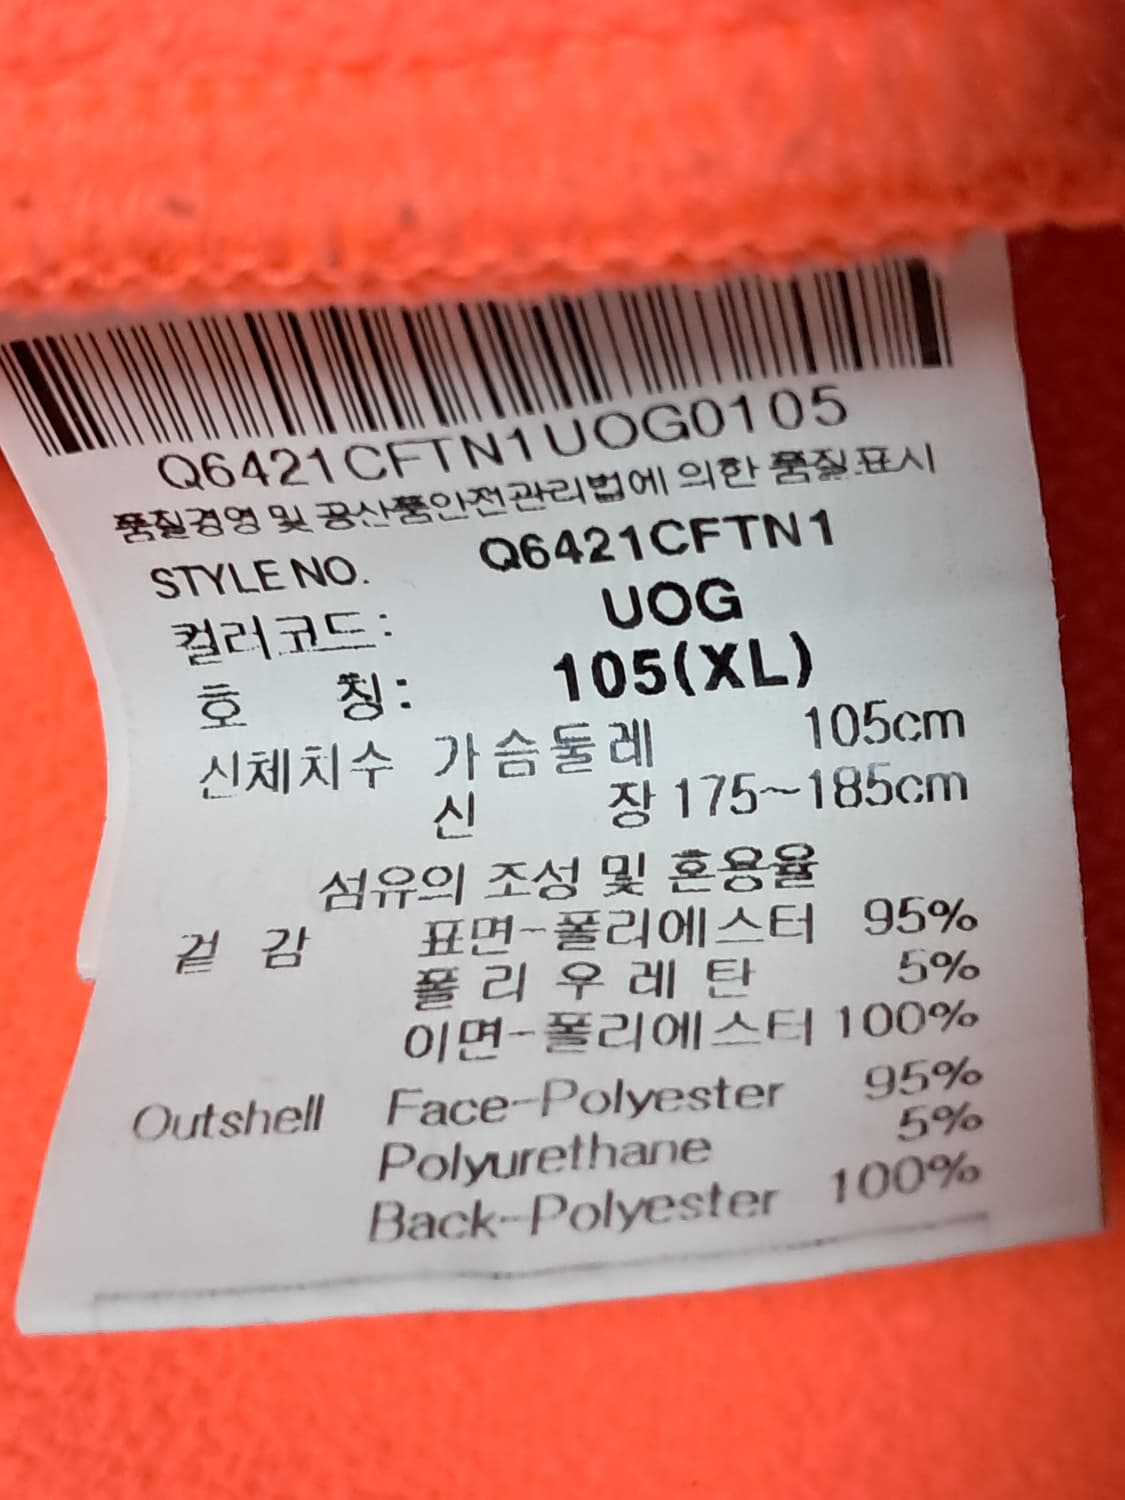 Q6421CFTN1UOG0105
품질경영 및 공산품안전관리법에 의한 품질표시
STYLE NO. Q6421CFTN1
컬러코드: UOG
호 칭: 105(XL)
신체치수 가슴둘레 105cm
신 장 175~185cm
섬유의 조성 및 혼용율
겉 감 표면-폴리에스터 95%
폴리우레탄 5%
이면-폴리에스터 100%
Outshell Face-Polyester 95%
Polyurethane 5%
Back-Polyester 100%